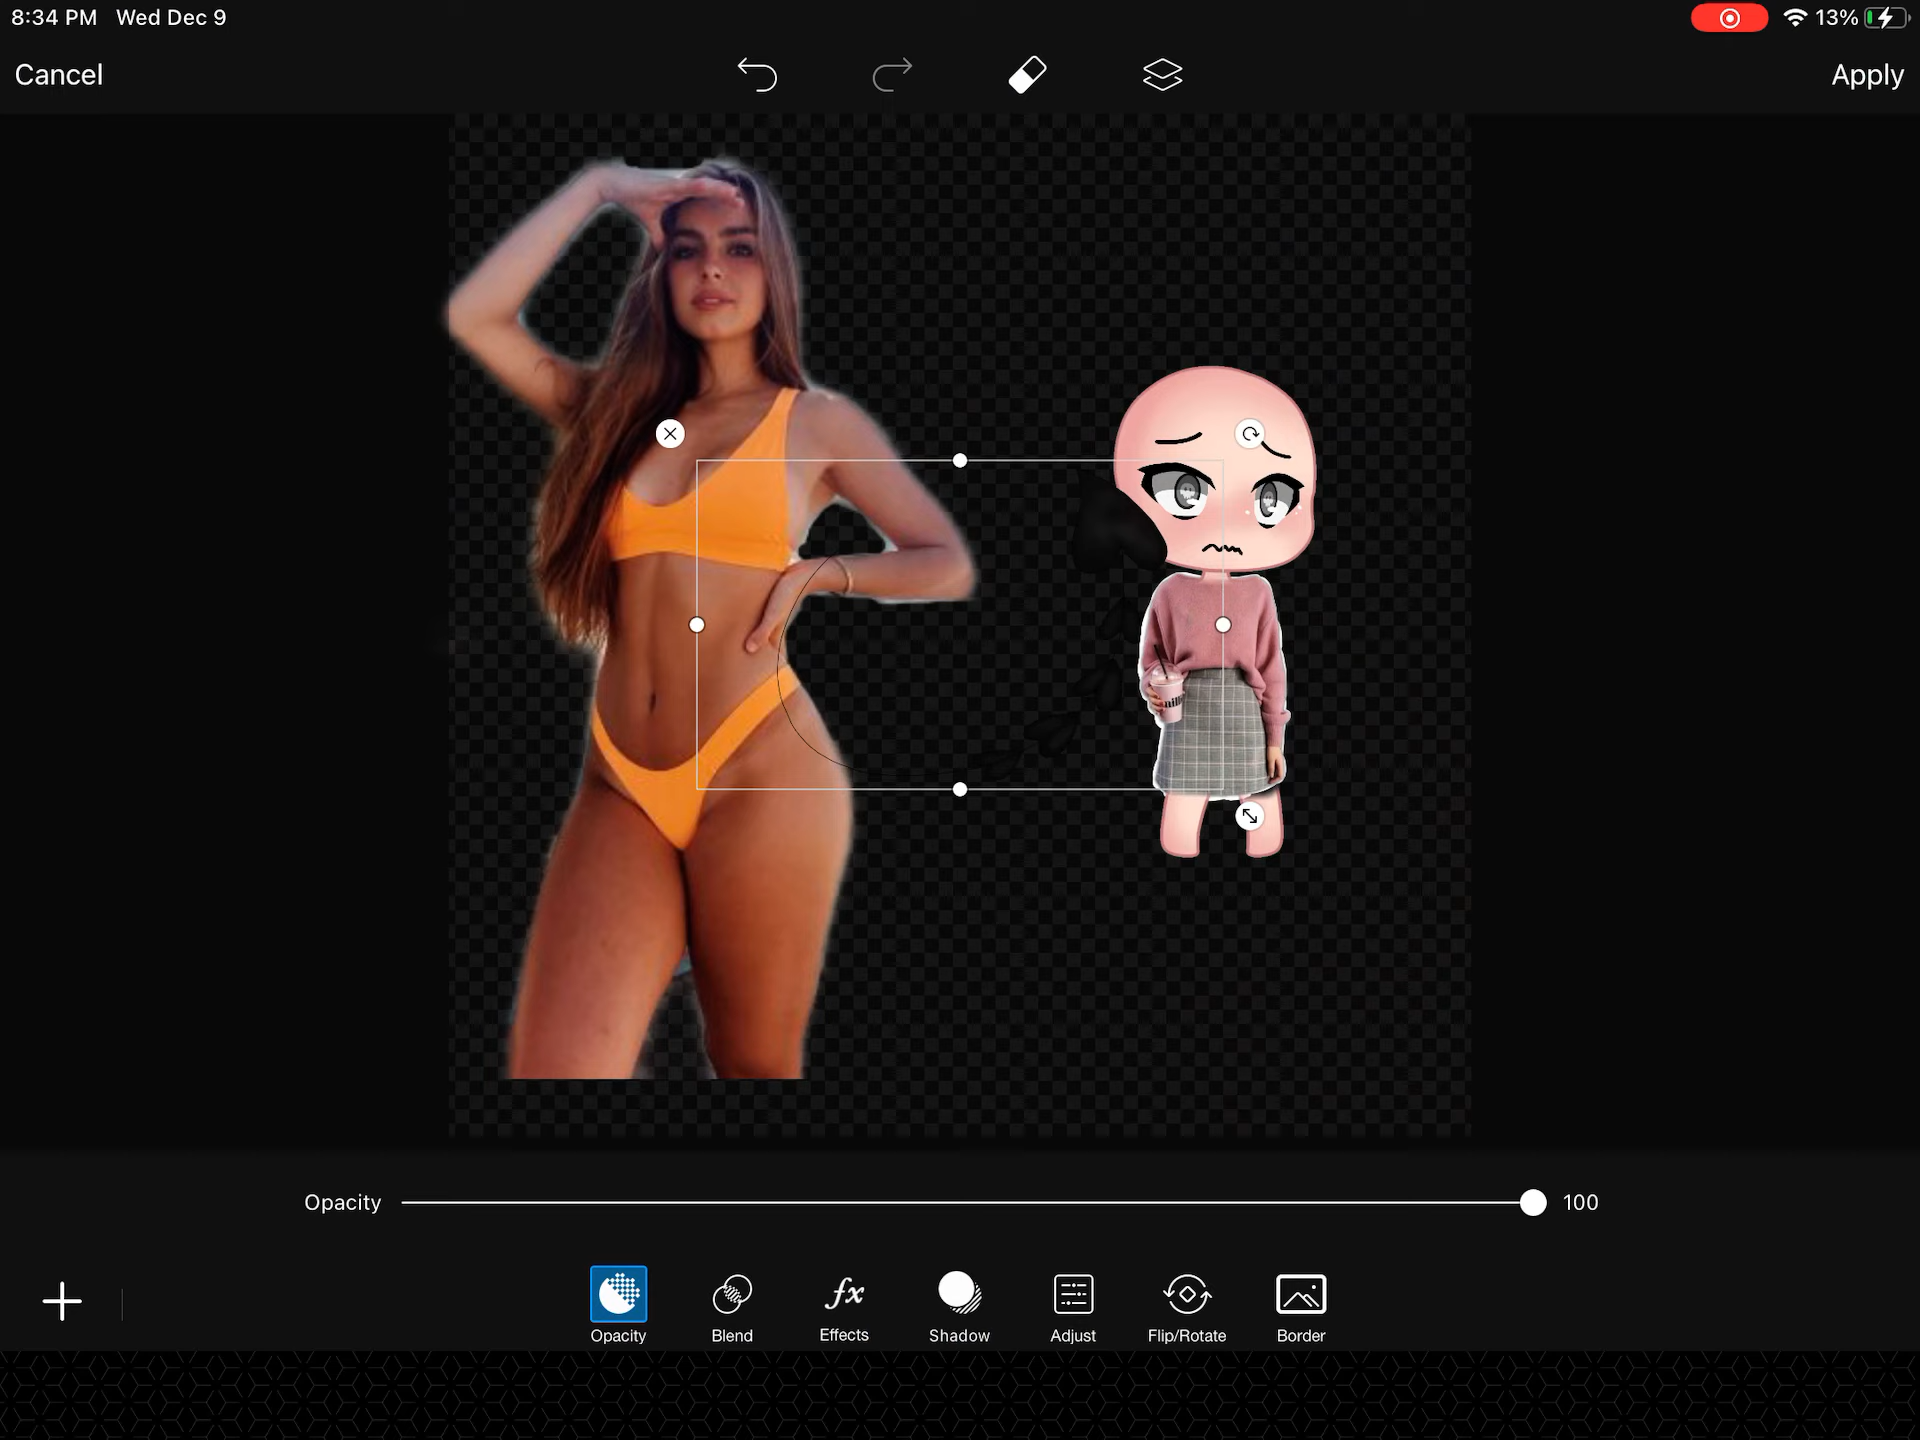 8:34 PM Wed Dec 9
13%
Cancel
Apply
Opacity
100
Opacity
Blend
fx
Effects
Shadow
Adjust
Flip/Rotate
Border